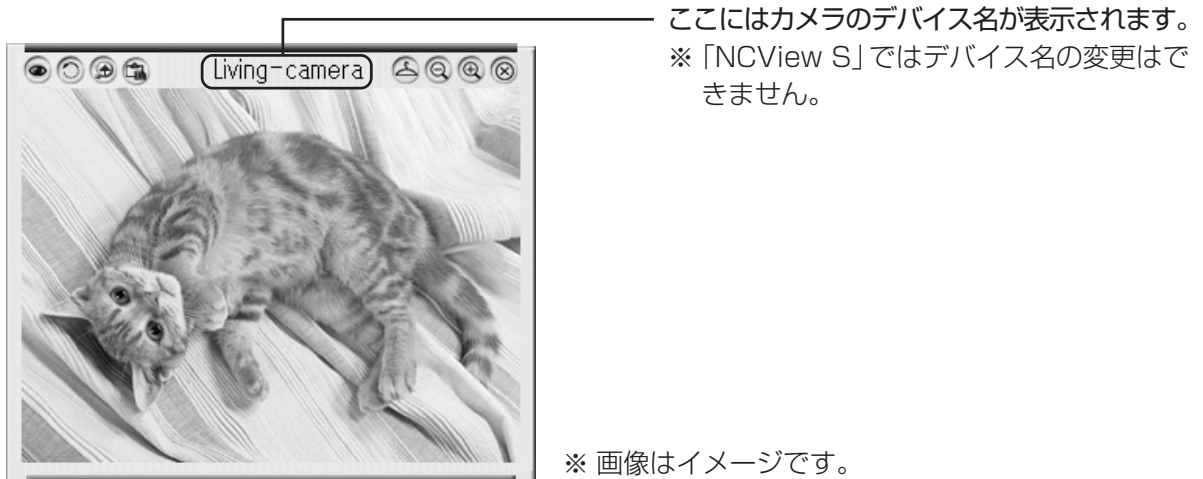 ここにはカメラのデバイス名が表示されます。
※「NCView S」ではデバイス名の変更はで
きません。
Living-camera
※ 画像はイメージです。